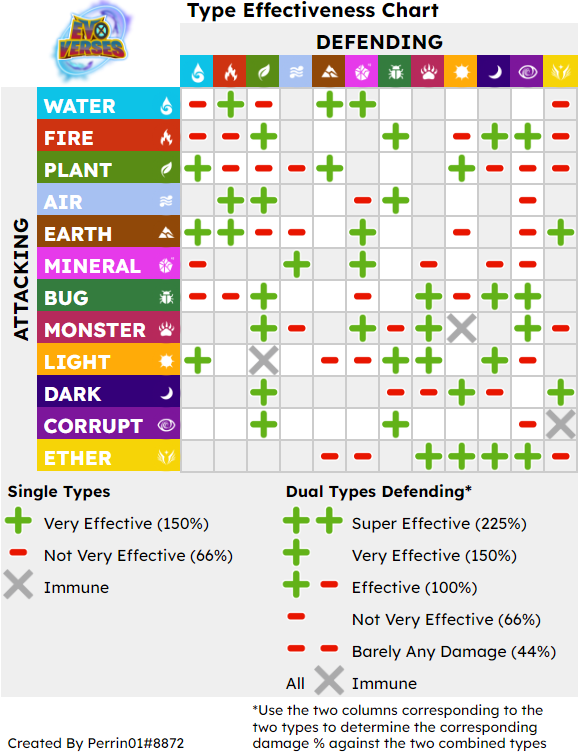 Type Effectiveness Chart
EVO
VERSES
DEFENDING
ATTACKING
WATER
FIRE
PLANT
AIR
EARTH
MINERAL
BUG
MONSTER
LIGHT
DARK
CORRUPT
ETHER
Single Types
Very Effective (150%)
Not Very Effective (66%)
Immune
Dual Types Defending*
Super Effective (225%)
Very Effective (150%)
Effective (100%)
Not Very Effective (66%)
Barely Any Damage (44%)
All Immune
*Use the two columns corresponding to the
two types to determine the corresponding
damage % against the two combined types
Created By Perrin01#8872